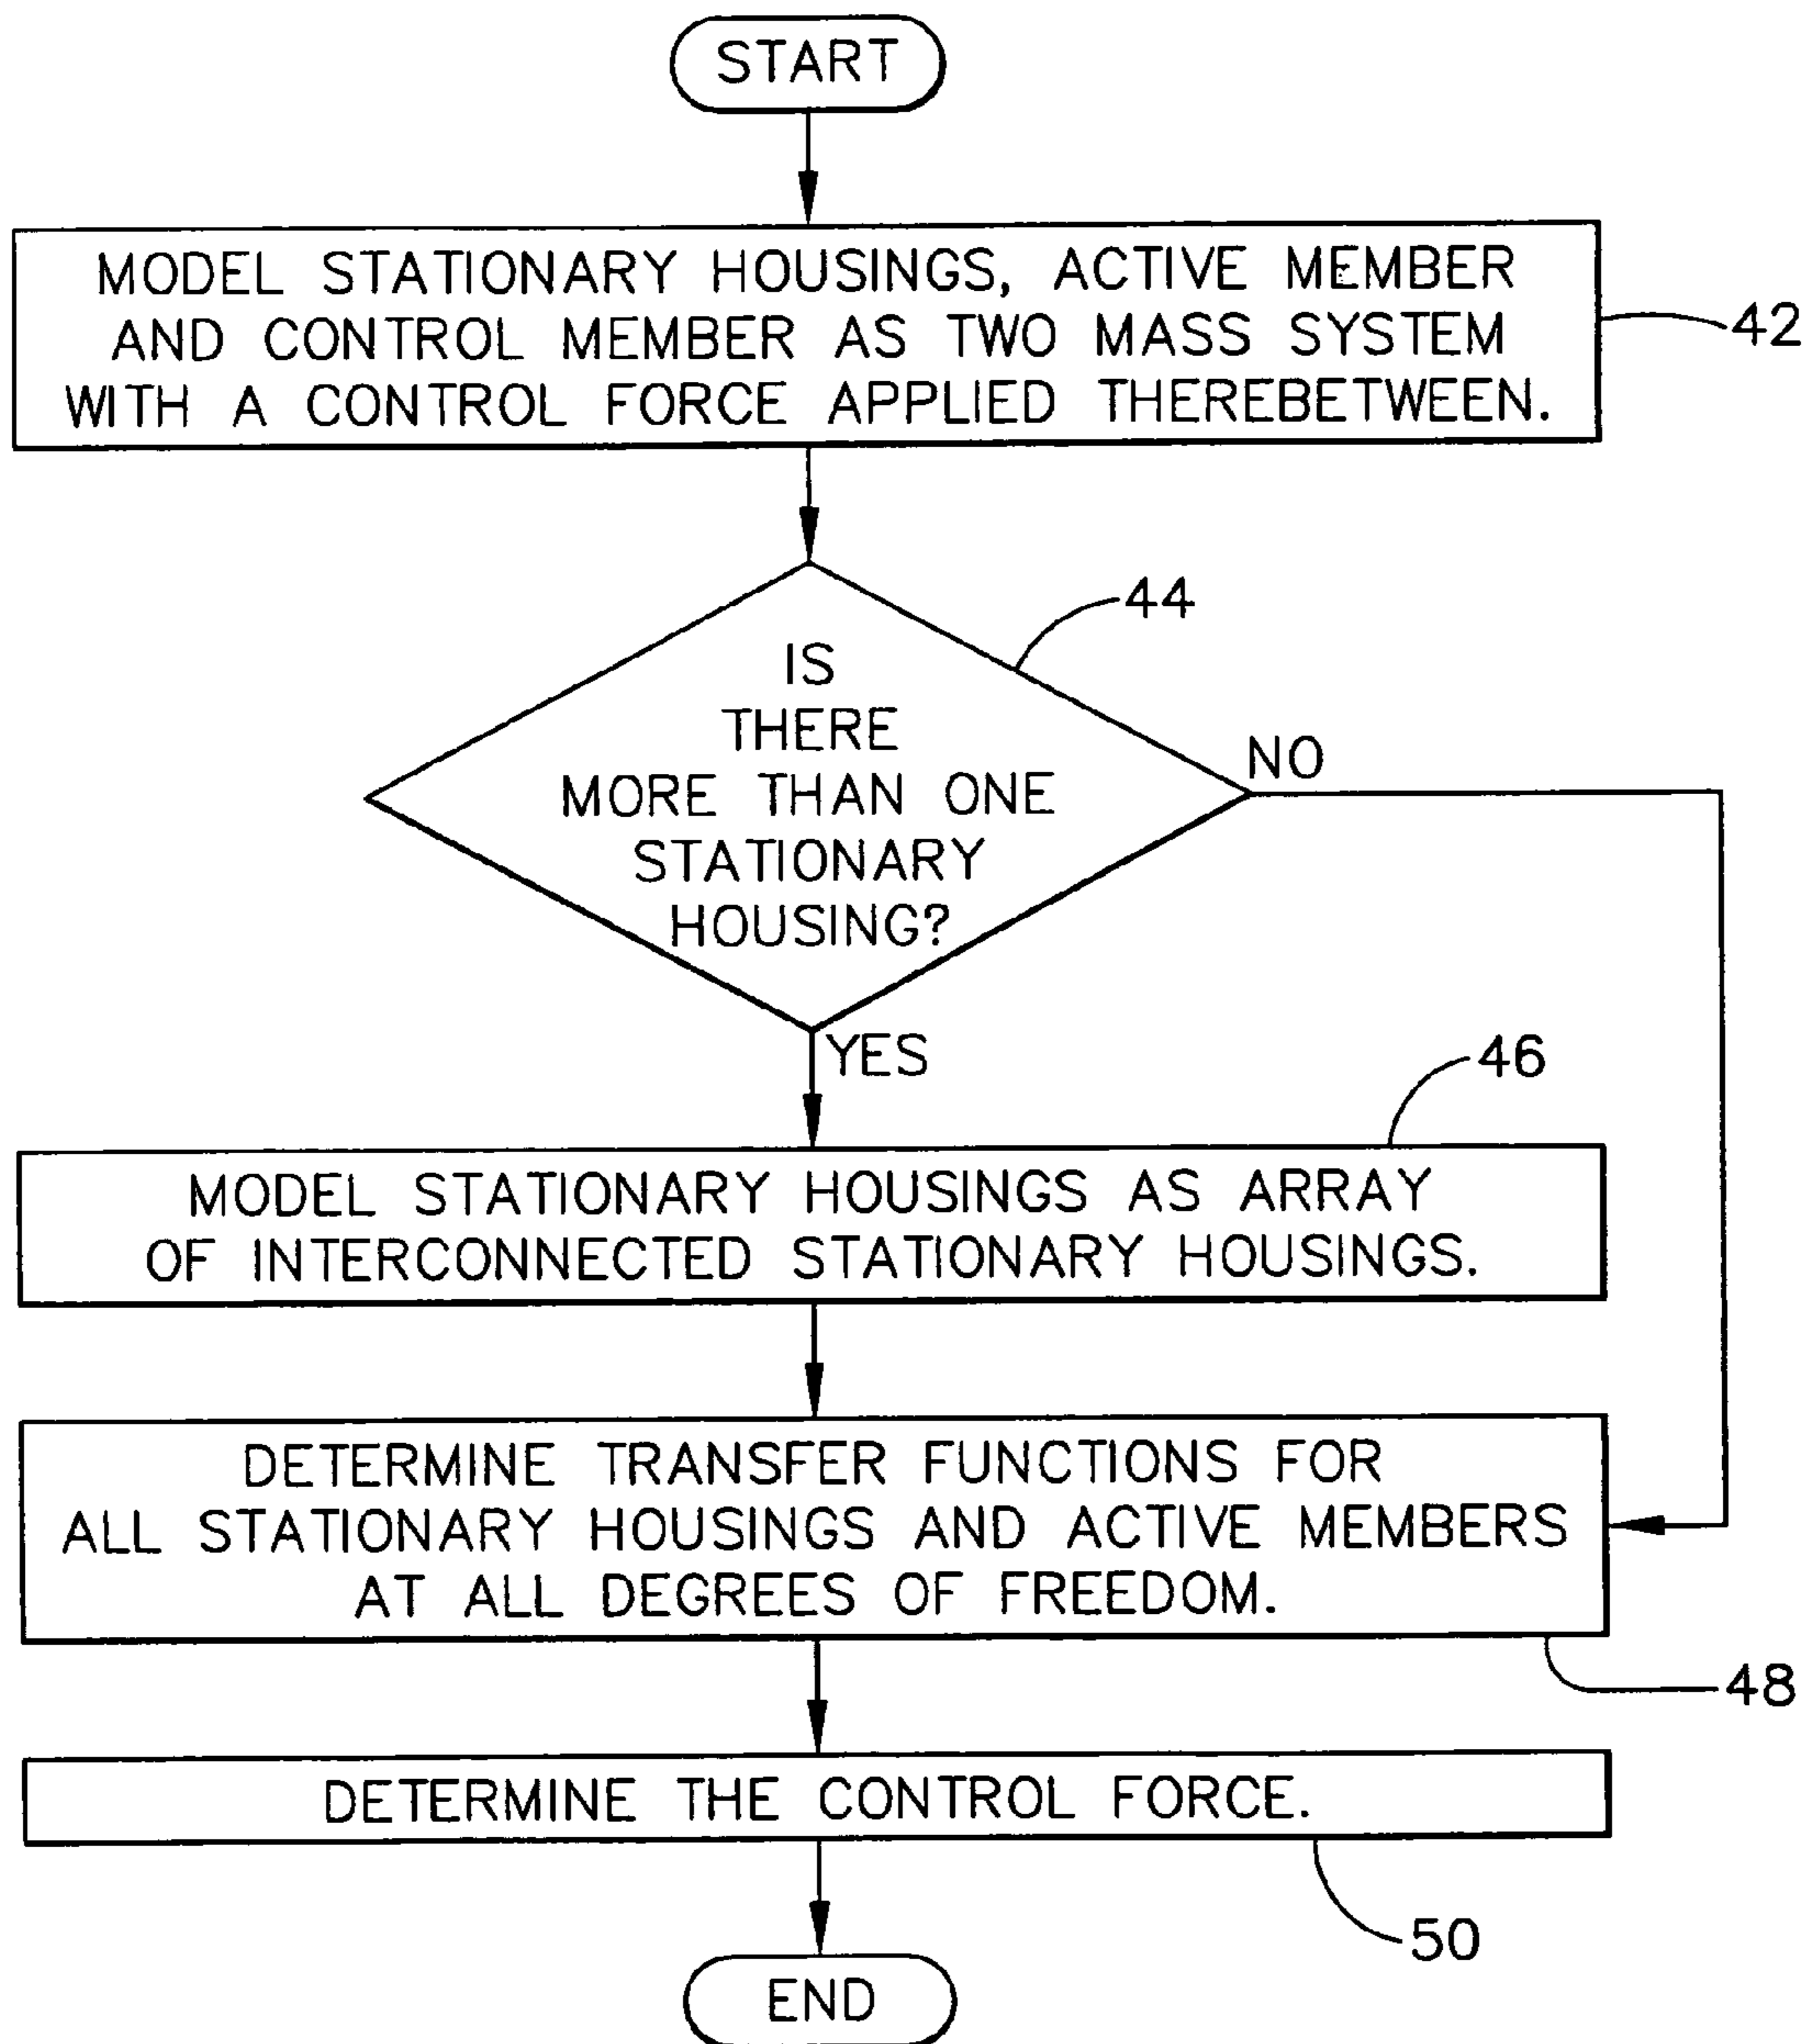 START
MODEL STATIONARY HOUSINGS, ACTIVE MEMBER
AND CONTROL MEMBER AS TWO MASS SYSTEM
WITH A CONTROL FORCE APPLIED THEREBETWEEN.
42
44
IS
THERE
MORE THAN ONE
STATIONARY
HOUSING?
NO
YES
46
MODEL STATIONARY HOUSINGS AS ARRAY
OF INTERCONNECTED STATIONARY HOUSINGS.
DETERMINE TRANSFER FUNCTIONS FOR
ALL STATIONARY HOUSINGS AND ACTIVE MEMBERS
AT ALL DEGREES OF FREEDOM.
48
DETERMINE THE CONTROL FORCE.
50
END